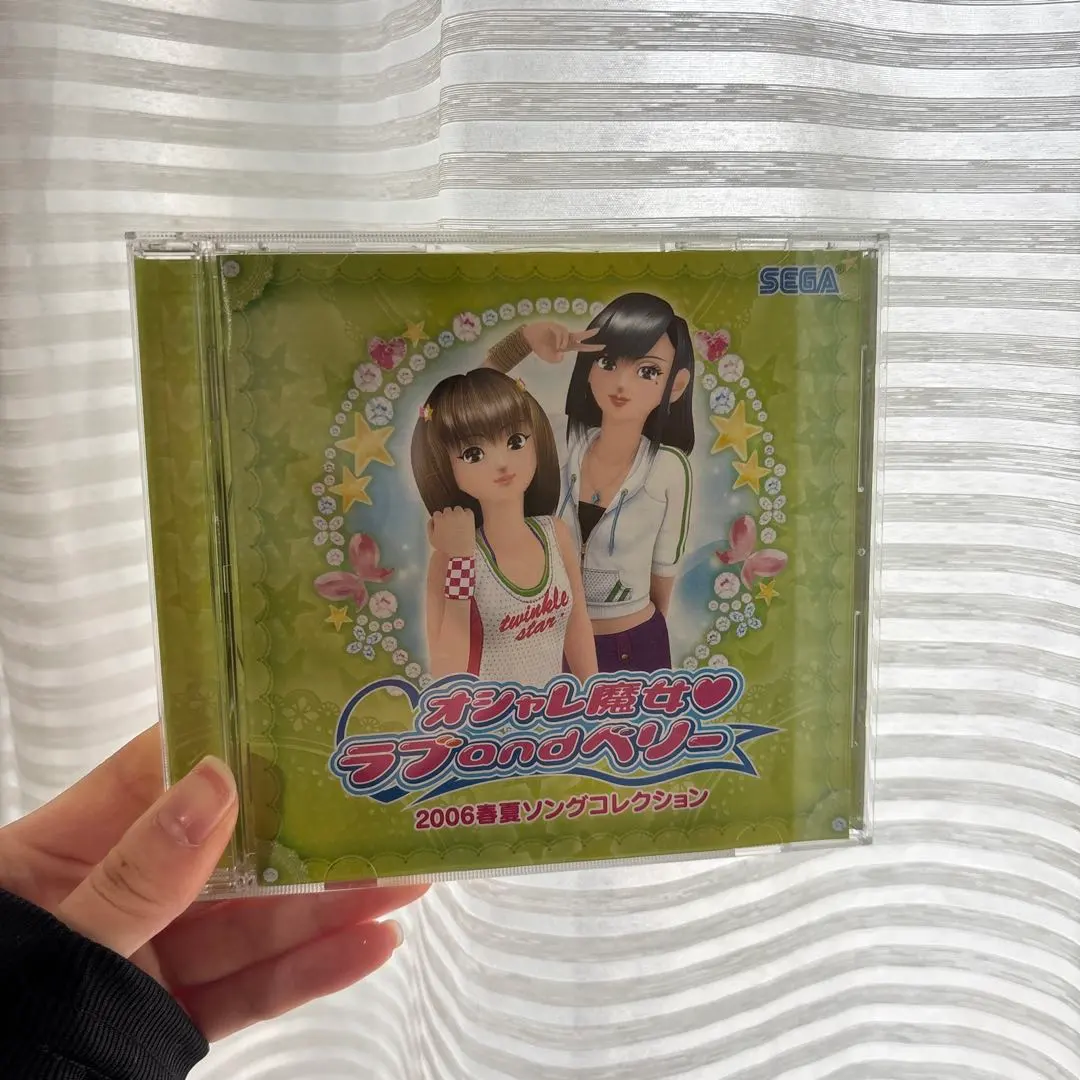 SEGA
twinkle
star
オシャレ魔女♥
ラブandベリー
2006春夏ソングコレクション